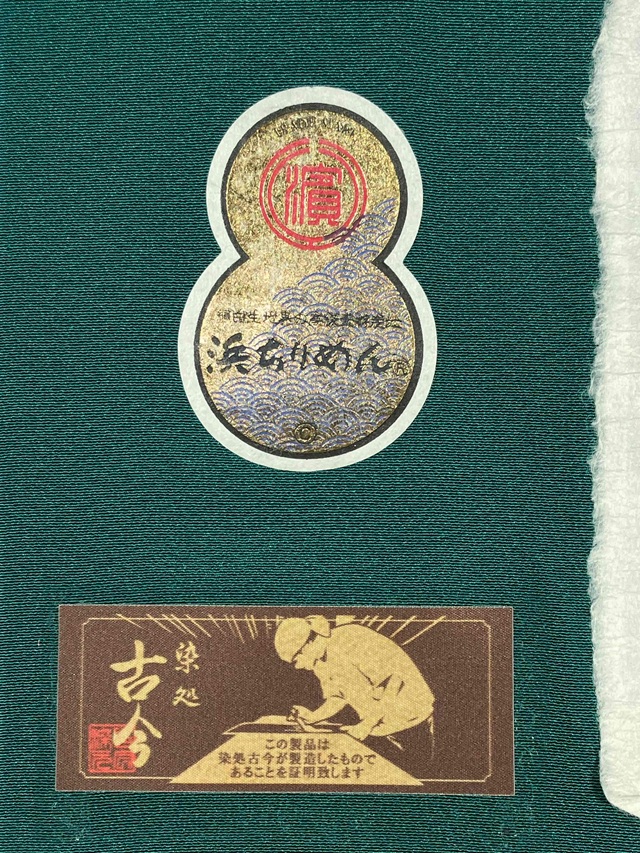 濱
浜ちりめん
染処
古今
この製品は
染処古今が製造したもので
あることを証明致します